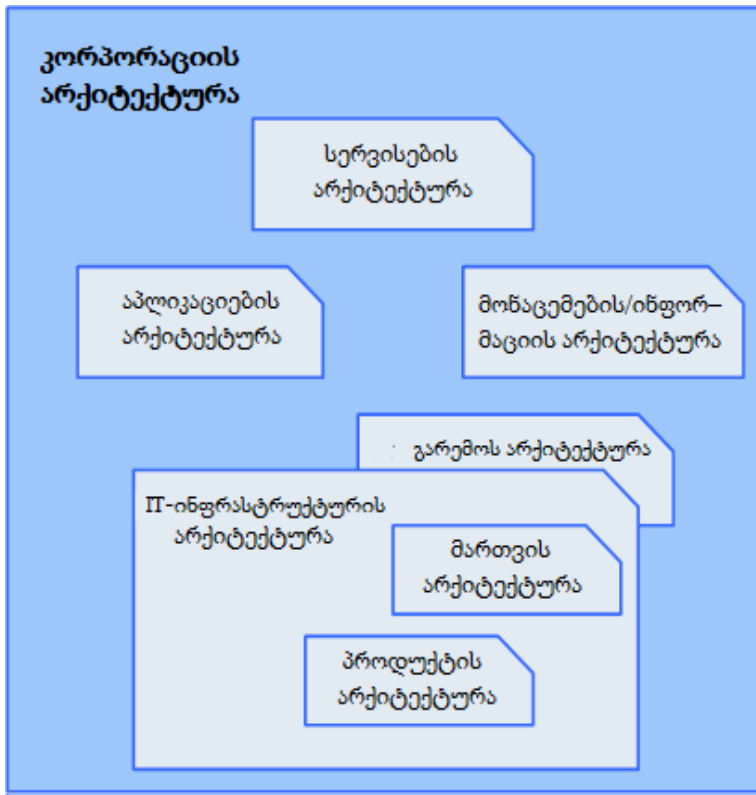 კორპორაციის
არქიტექტურა
სერვისების
არქიტექტურა
აპლიკაციების
არქიტექტურა
მონაცემების/ინფორ–
მაციის არქიტექტურა
გარემოს არქიტექტურა
IT-ინფრასტრუქტურის
არქიტექტურა
მართვის
არქიტექტურა
პროდუქტის
არქიტექტურა